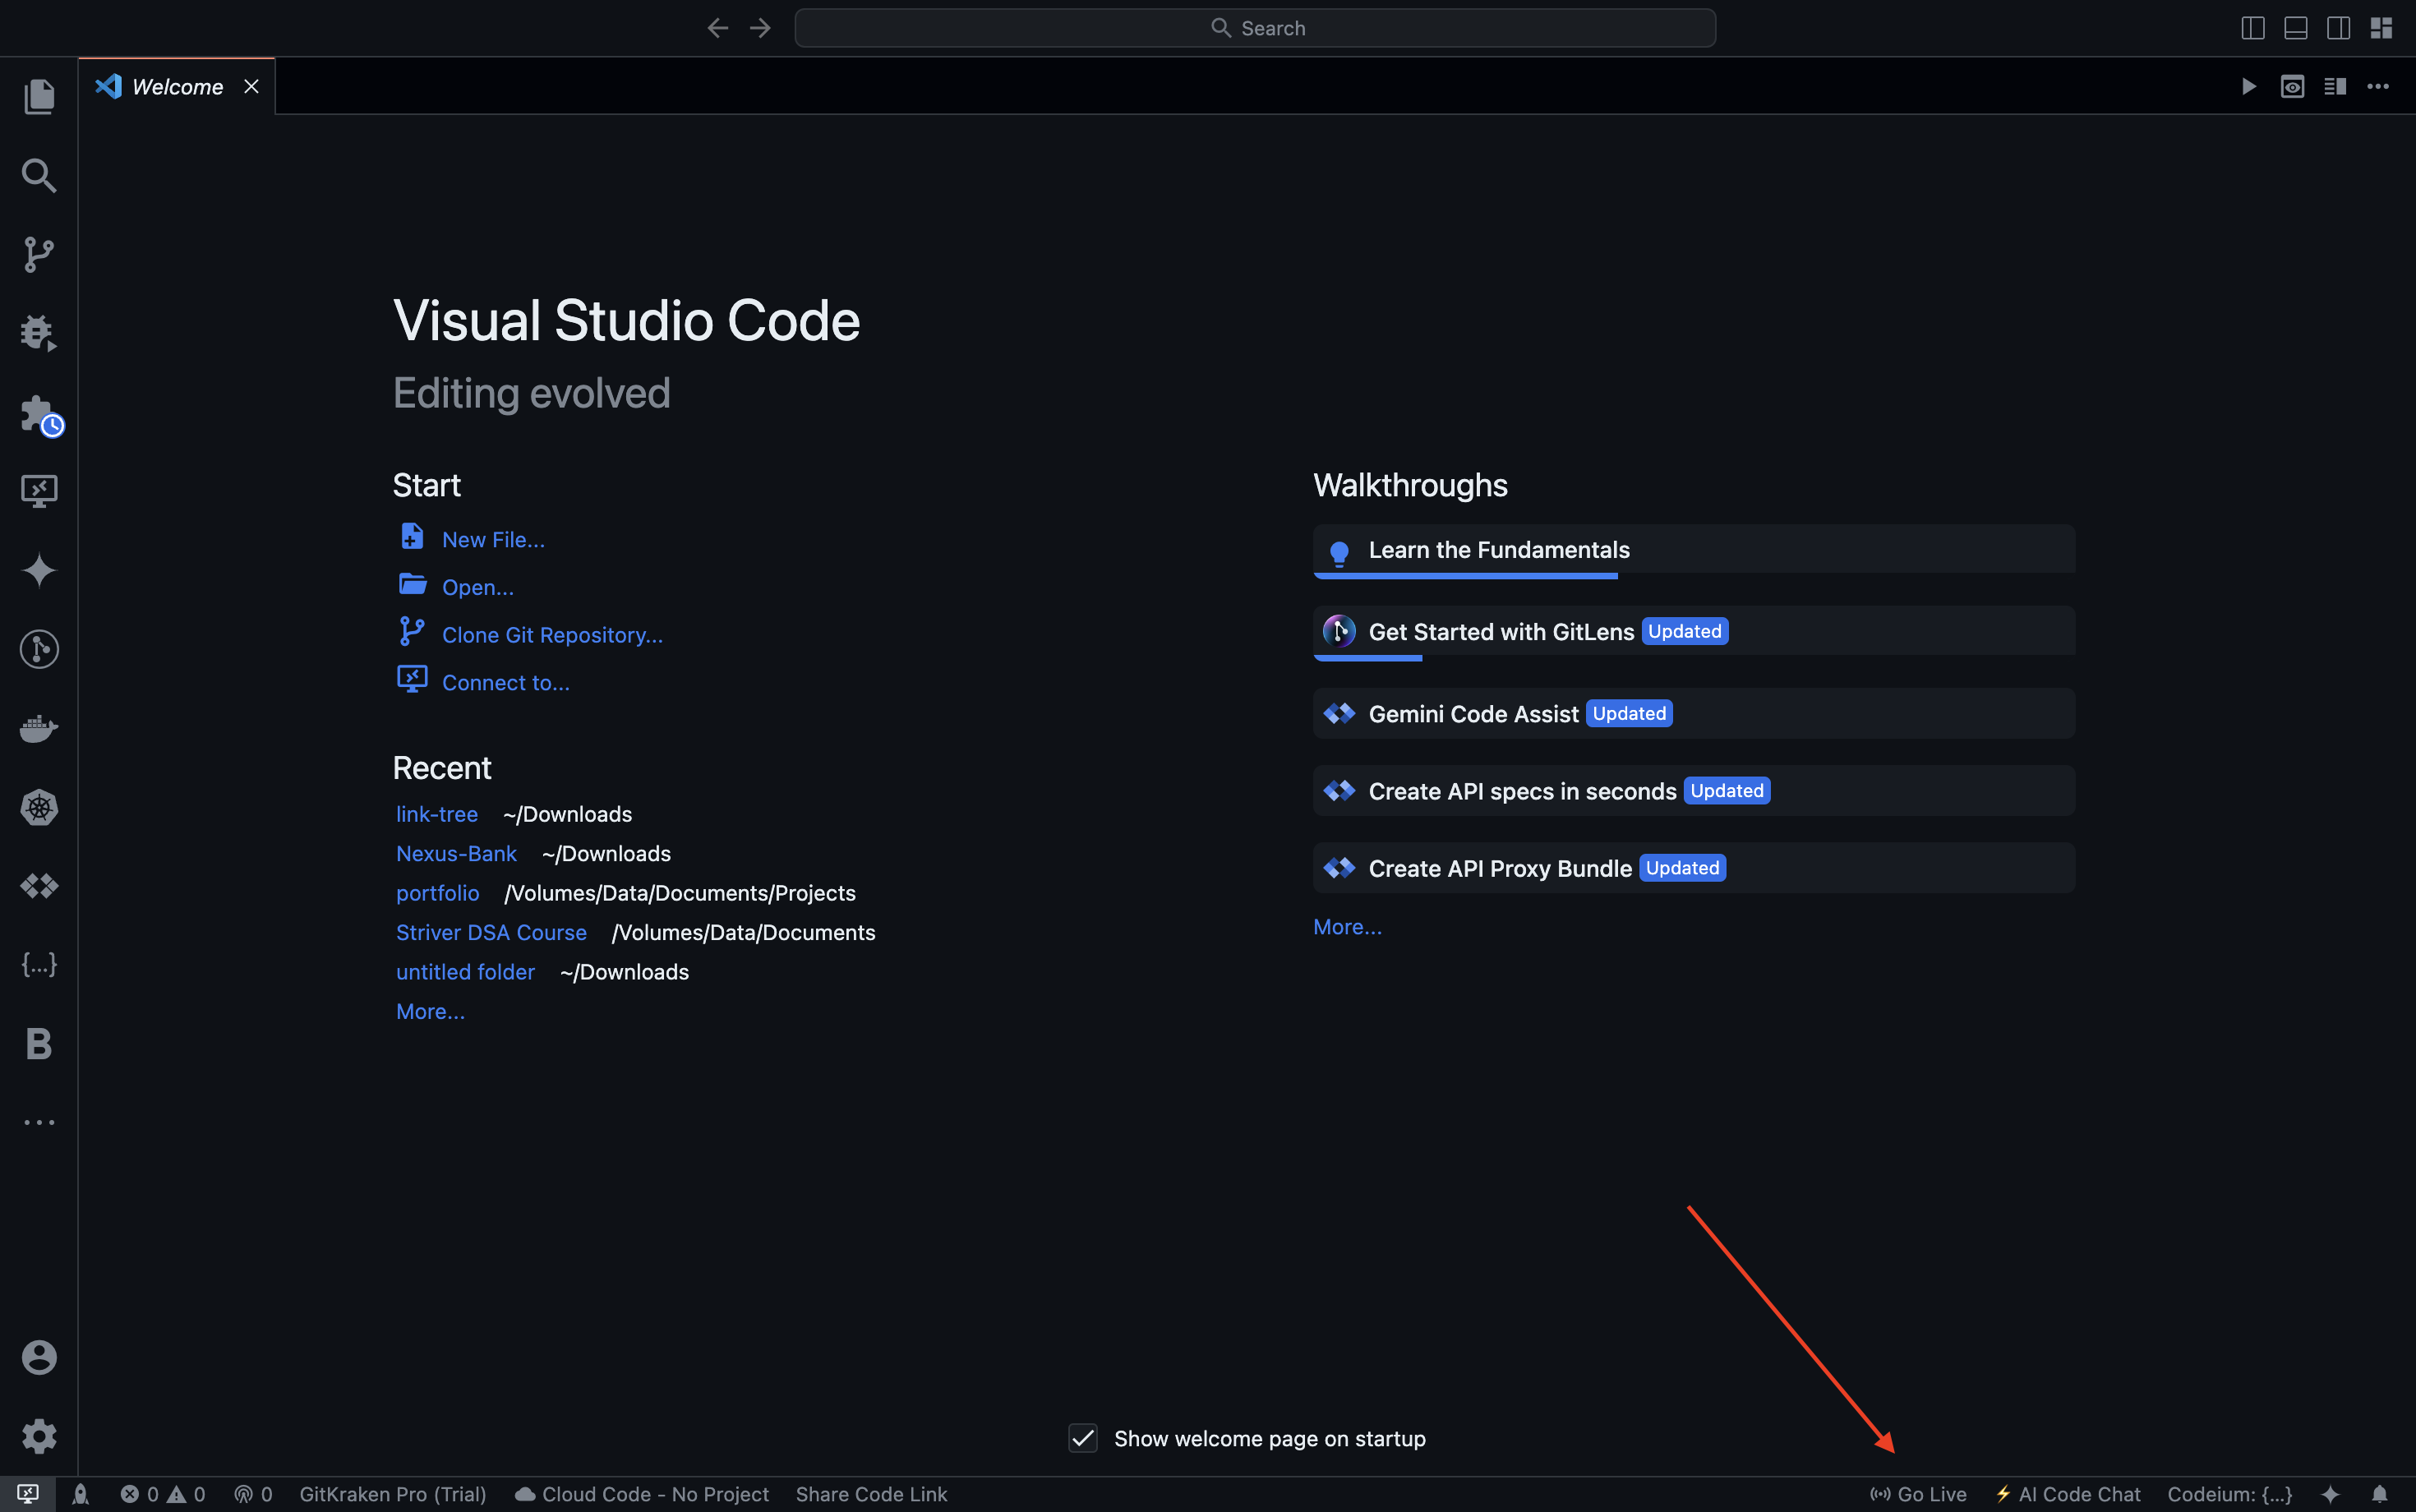 Search
Welcome
Visual Studio Code
Editing evolved
Start
New File...
Open...
Clone Git Repository...
Connect to...
Recent
link-tree ~/Downloads
Nexus-Bank ~/Downloads
portfolio /Volumes/Data/Documents/Projects
Striver DSA Course /Volumes/Data/Documents
untitled folder ~/Downloads
More...
Walkthroughs
Learn the Fundamentals
Get Started with GitLens Updated
Gemini Code Assist Updated
Create API specs in seconds Updated
Create API Proxy Bundle Updated
More...
{...}
B
Show welcome page on startup
0 0 0 GitKraken Pro (Trial) Cloud Code - No Project Share Code Link Go Live AI Code Chat Codeium: {...}